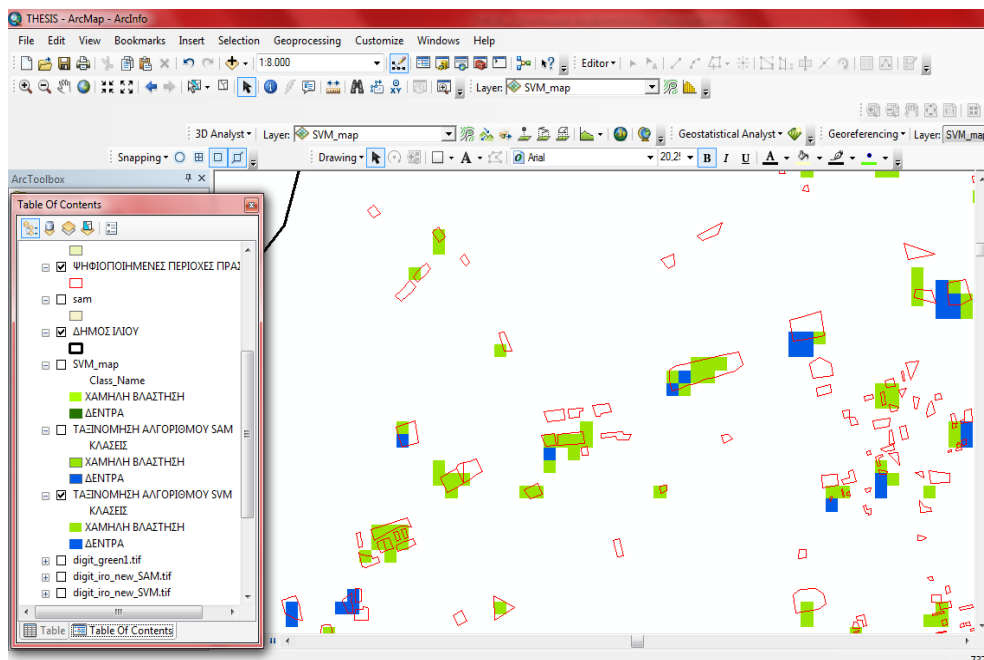 THESIS - ArcMap - ArcInfo
File Edit View Bookmarks Insert Selection Geoprocessing Customize Windows Help
1:8.000 Editor
Layer: SVM_map
3D Analyst Layer: SVM_map Geostatistical Analyst Georeferencing Layer: SVM_map
Snapping Drawing A Arial 20,2 B I U A
ArcToolbox
Table Of Contents
ΨΗΦΙΟΠΟΙΗΜΕΝΕΣ ΠΕΡΙΟΧΕΣ ΠΡΑΣ
sam
ΔΗΜΟΣ ΙΛΙΟΥ
SVM_map
Class_Name
ΧΑΜΗΛΗ ΒΛΑΣΤΗΣΗ
ΔΕΝΤΡΑ
ΤΑΞΙΝΟΜΗΣΗ ΑΛΓΟΡΙΘΜΟΥ SAM
ΚΛΑΣΕΙΣ
ΧΑΜΗΛΗ ΒΛΑΣΤΗΣΗ
ΔΕΝΤΡΑ
ΤΑΞΙΝΟΜΗΣΗ ΑΛΓΟΡΙΘΜΟΥ SVM
ΚΛΑΣΕΙΣ
ΧΑΜΗΛΗ ΒΛΑΣΤΗΣΗ
ΔΕΝΤΡΑ
digit_green1.tif
digit_iro_new_SAM.tif
digit_iro_new_SVM.tif
Table Table Of Contents